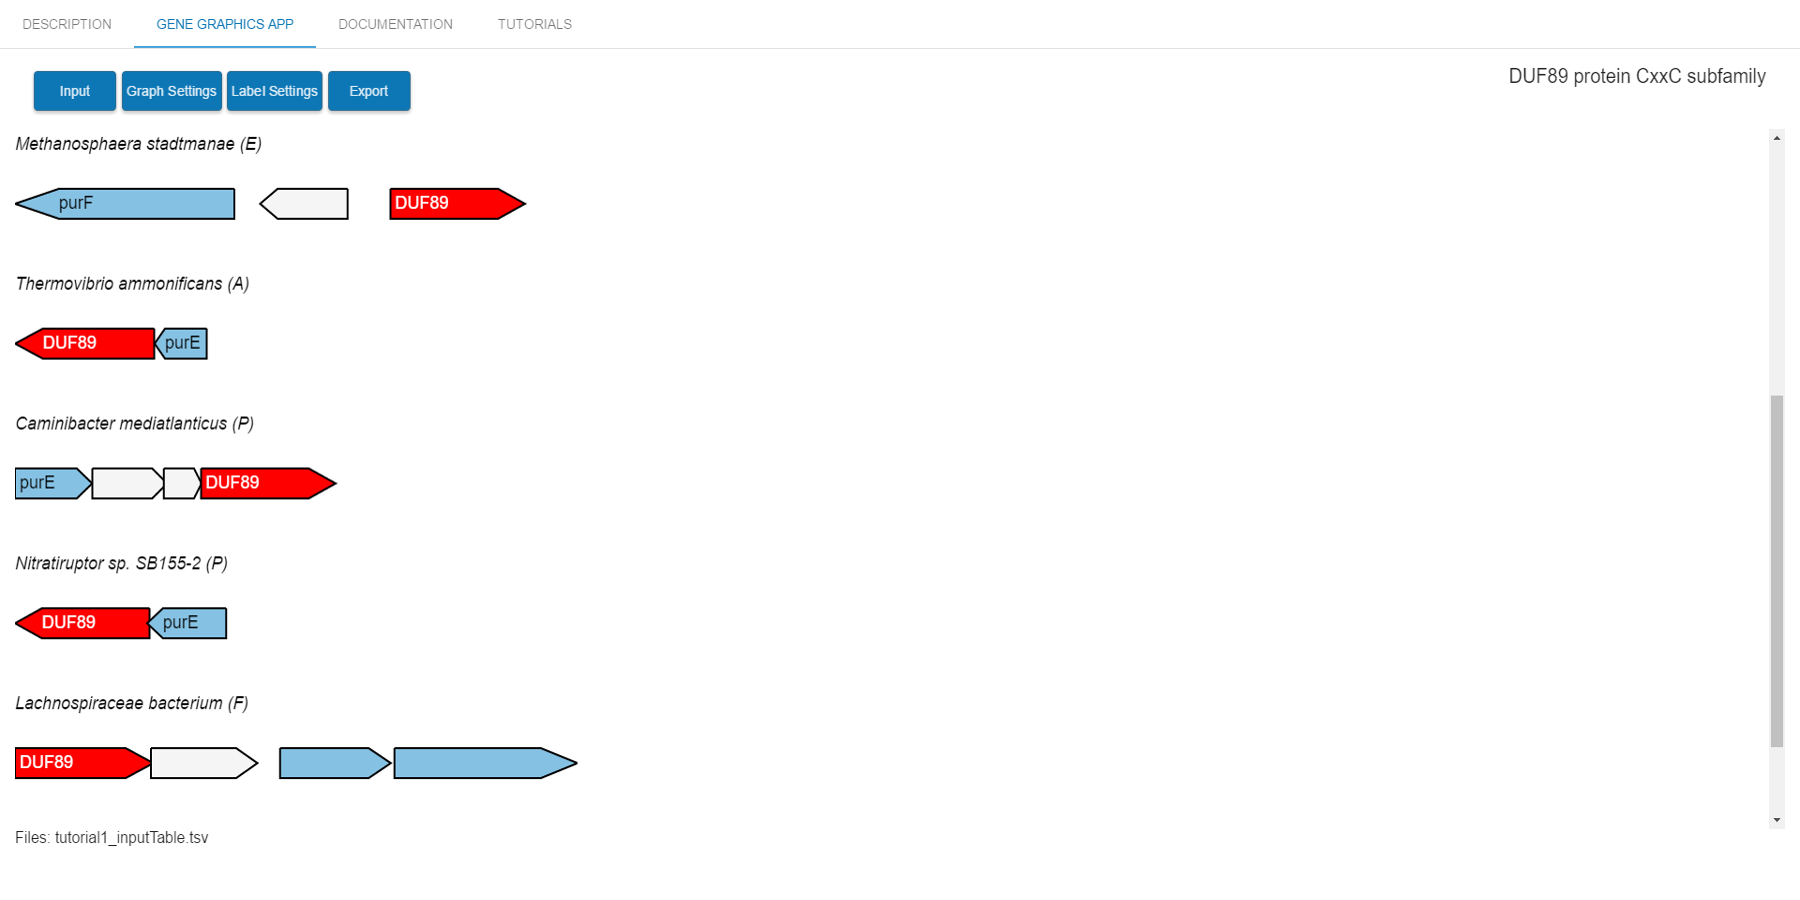 DESCRIPTION GENE GRAPHICS APP DOCUMENTATION TUTORIALS
Input Graph Settings Label Settings Export
DUF89 protein CxxC subfamily
Methanosphaera stadtmanae (E)
purF DUF89
Thermovibrio ammonificans (A)
DUF89 purE
Caminibacter mediatlanticus (P)
purE DUF89
Nitratiruptor sp. SB155-2 (P)
DUF89 purE
Lachnospiraceae bacterium (F)
DUF89
Files: tutorial1_inputTable.tsv